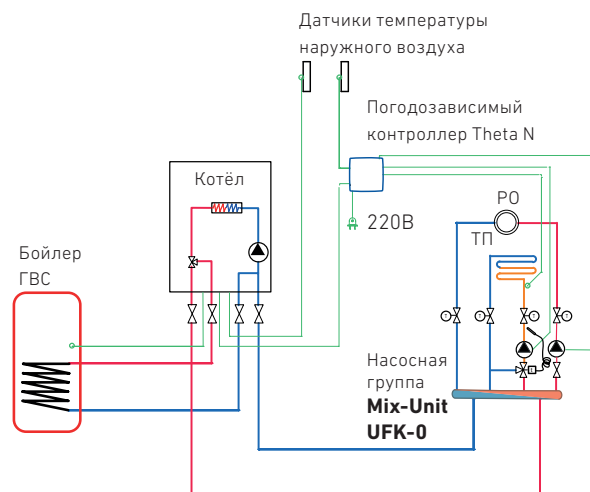 Датчики температуры
наружного воздуха
Погодозависимый
контроллер Theta N
Котёл
220В
РО
ТП
Бойлер
ГВС
Насосная
группа
Mix-Unit
UFK-0